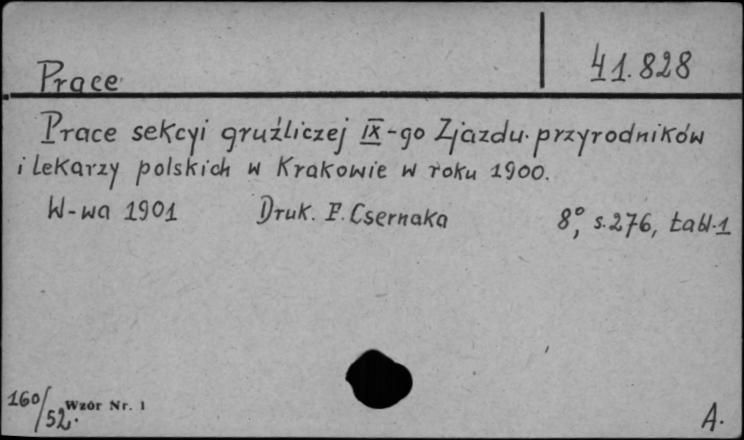 Prace
41.828
Prace sekcyi gruźliczej IX-go Zjazdu przyrodników
i lekarzy polskich w Krakowie w roku 1900.
W-wa 1901 Druk. F. Csernaka 8°, s.276, tabl.1
160/52.
Wzór Nr. 1
A.